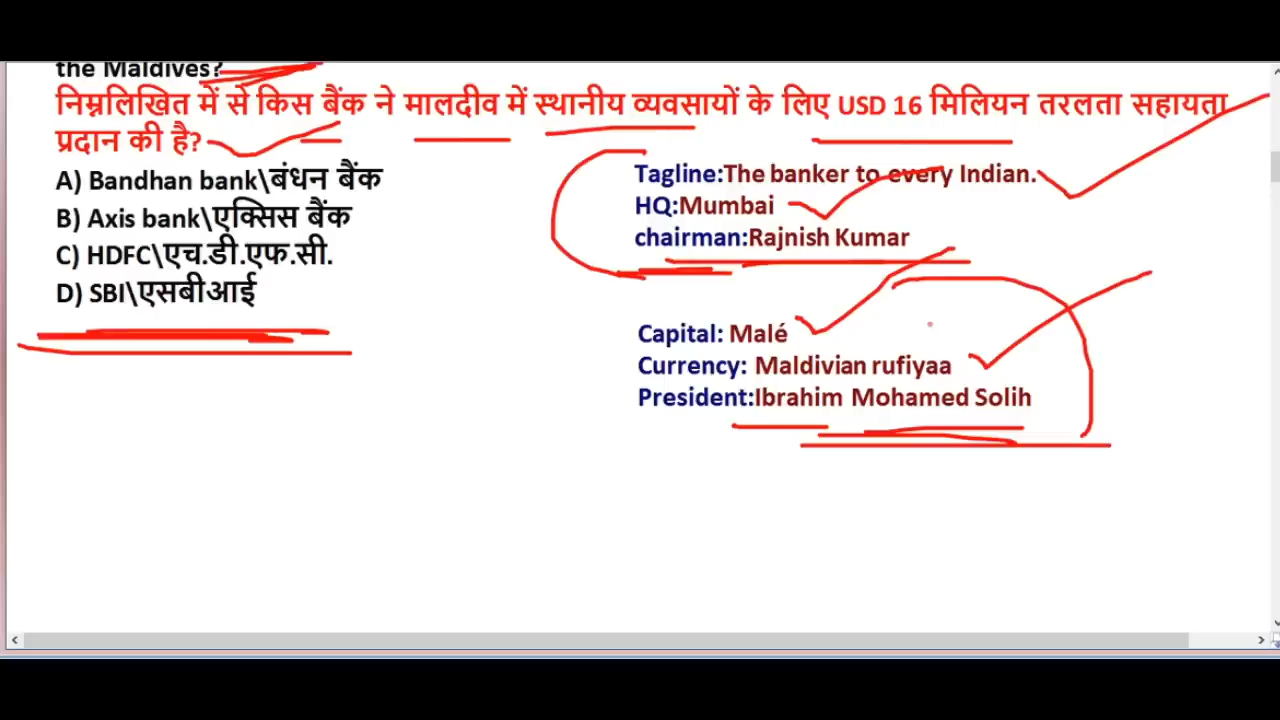 the Maldives?
निम्नलिखित में से किस बैंक ने मालदीव में स्थानीय व्यवसायों के लिए USD 16 मिलियन तरलता सहायता
प्रदान की है?
A) Bandhan bank\बंधन बैंक
B) Axis bank\एक्सिस बैंक
C) HDFC\एच.डी.एफ.सी.
D) SBI\एसबीआई
Tagline:The banker to every Indian.
HQ:Mumbai
chairman:Rajnish Kumar
Capital: Malé
Currency: Maldivian rufiyaa
President:Ibrahim Mohamed Solih